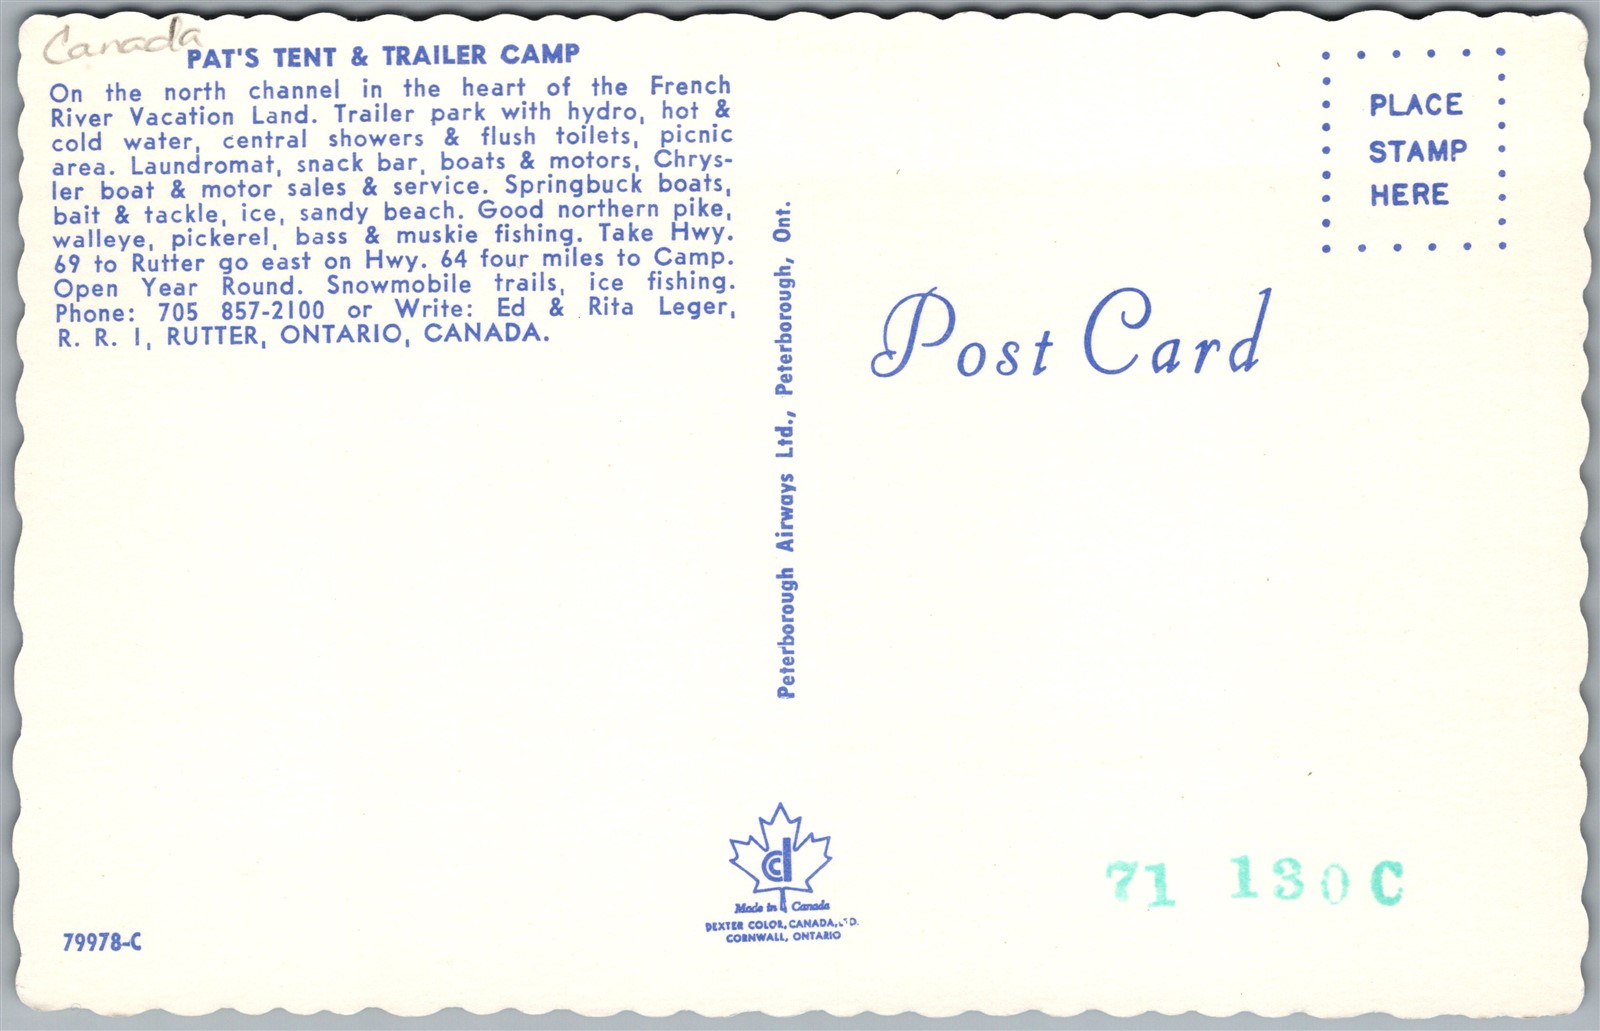 Canada
PAT'S TENT & TRAILER CAMP
On the north channel in the heart of the French
River Vacation Land. Trailer park with hydro, hot &
cold water, central showers & flush toilets, picnic
area. Laundromat, snack bar, boats & motors, Chrys-
ler boat & motor sales & service. Springbuck boats,
bait & tackle, ice, sandy beach. Good northern pike,
walleye, pickerel, bass & muskie fishing. Take Hwy.
69 to Rutter go east on Hwy. 64 four miles to Camp.
Open Year Round. Snowmobile trails, ice fishing.
Phone: 705 857-2100 or Write: Ed & Rita Leger,
R. R. 1, RUTTER, ONTARIO, CANADA.
Peterborough Airways Ltd., Peterborough, Ont.
PLACE
STAMP
HERE
Post Card
cd
Made in Canada
DEXTER COLOR, CANADA, LTD.
CORNWALL, ONTARIO
71 130 C
79978-C